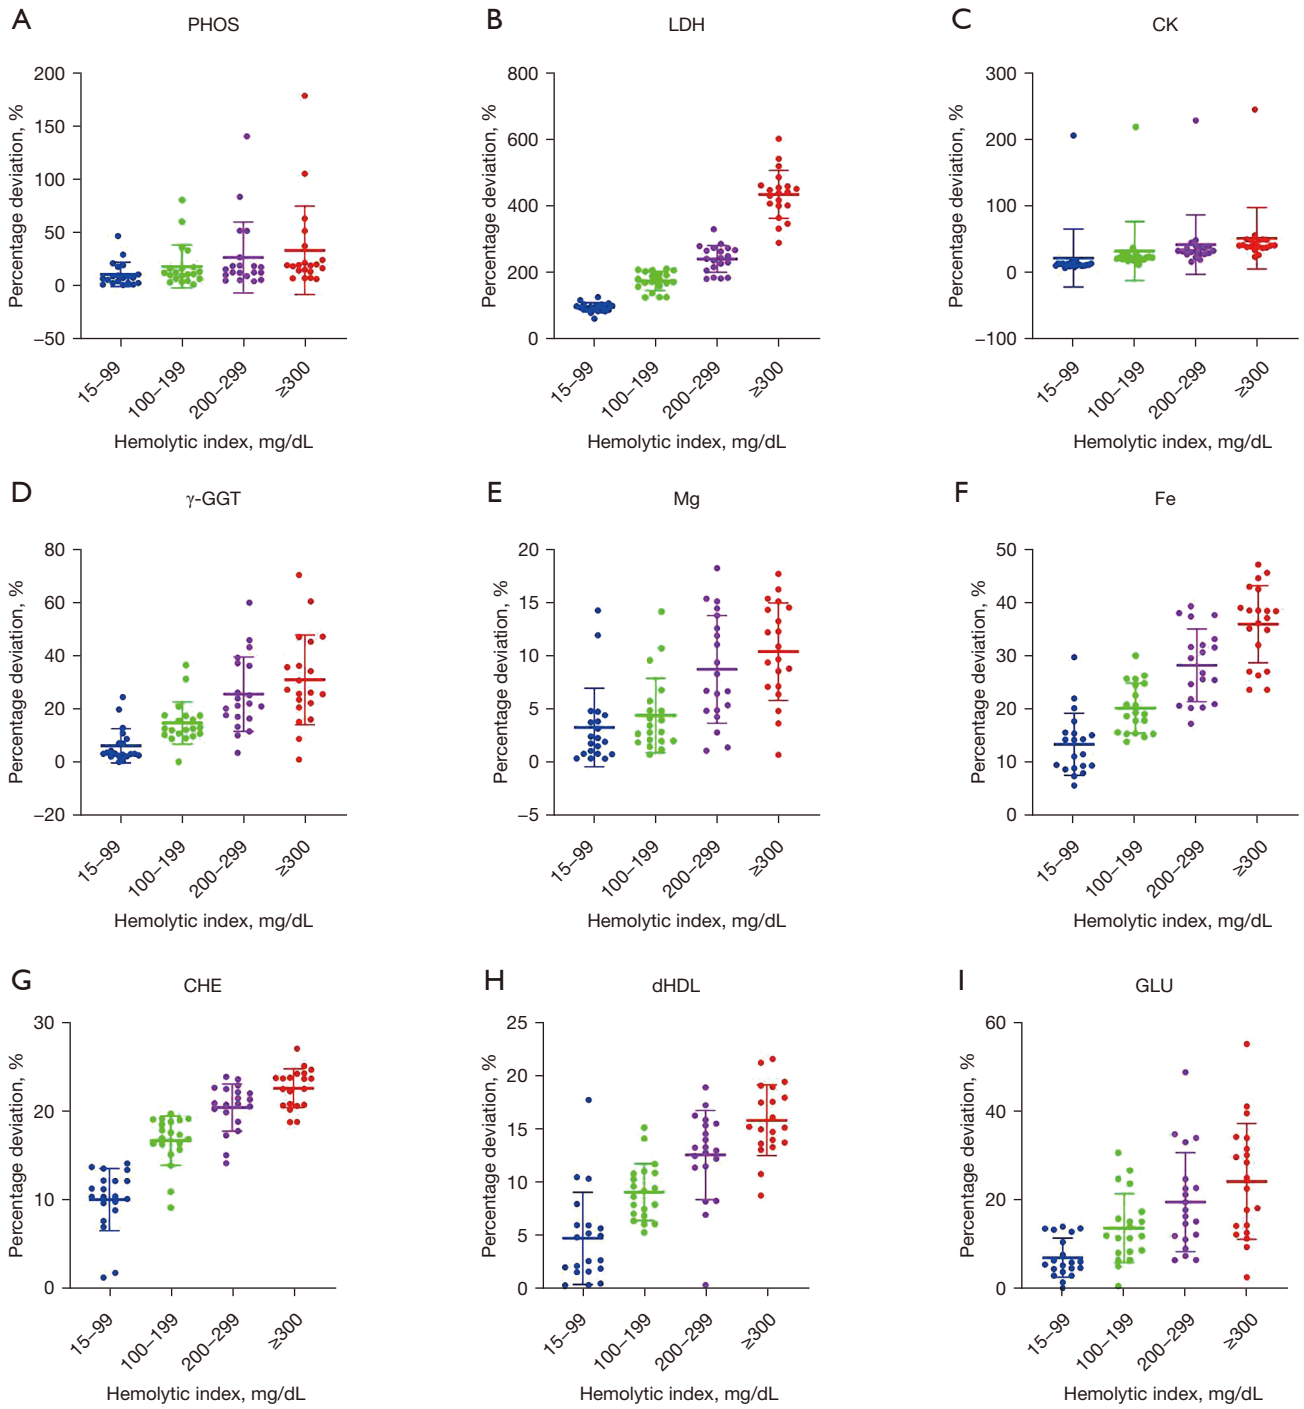 A
PHOS
Percentage deviation, %
200
150
100
50
0
−50
15−99
100−199
200−299
≥300
Hemolytic index, mg/dL
B
LDH
Percentage deviation, %
800
600
400
200
0
15−99
100−199
200−299
≥300
Hemolytic index, mg/dL
C
CK
Percentage deviation, %
300
200
100
0
−100
15−99
100−199
200−299
≥300
Hemolytic index, mg/dL
D
γ-GGT
Percentage deviation, %
80
60
40
20
0
−20
15−99
100−199
200−299
≥300
Hemolytic index, mg/dL
E
Mg
Percentage deviation, %
20
15
10
5
0
−5
15−99
100−199
200−299
≥300
Hemolytic index, mg/dL
F
Fe
Percentage deviation, %
50
40
30
20
10
0
15−99
100−199
200−299
≥300
Hemolytic index, mg/dL
G
CHE
Percentage deviation, %
30
20
10
0
15−99
100−199
200−299
≥300
Hemolytic index, mg/dL
H
dHDL
Percentage deviation, %
25
20
15
10
5
0
15−99
100−199
200−299
≥300
Hemolytic index, mg/dL
I
GLU
Percentage deviation, %
60
40
20
0
15−99
100−199
200−299
≥300
Hemolytic index, mg/dL